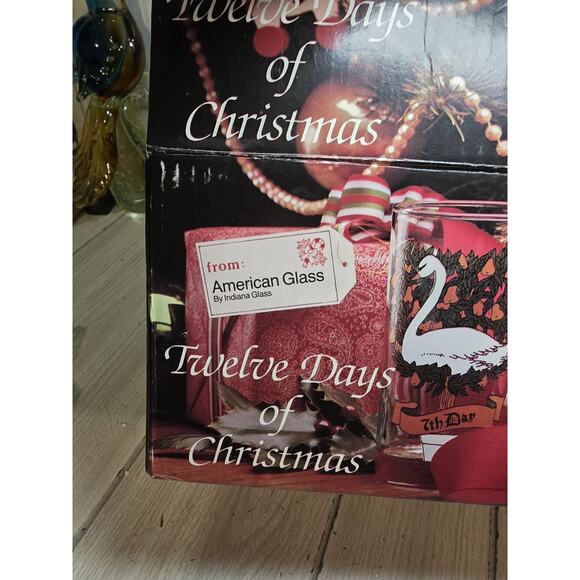 Twelve Days
of
Christmas
from:
American Glass
By Indiana Glass
Twelve Days
of
Christmas
7th Day